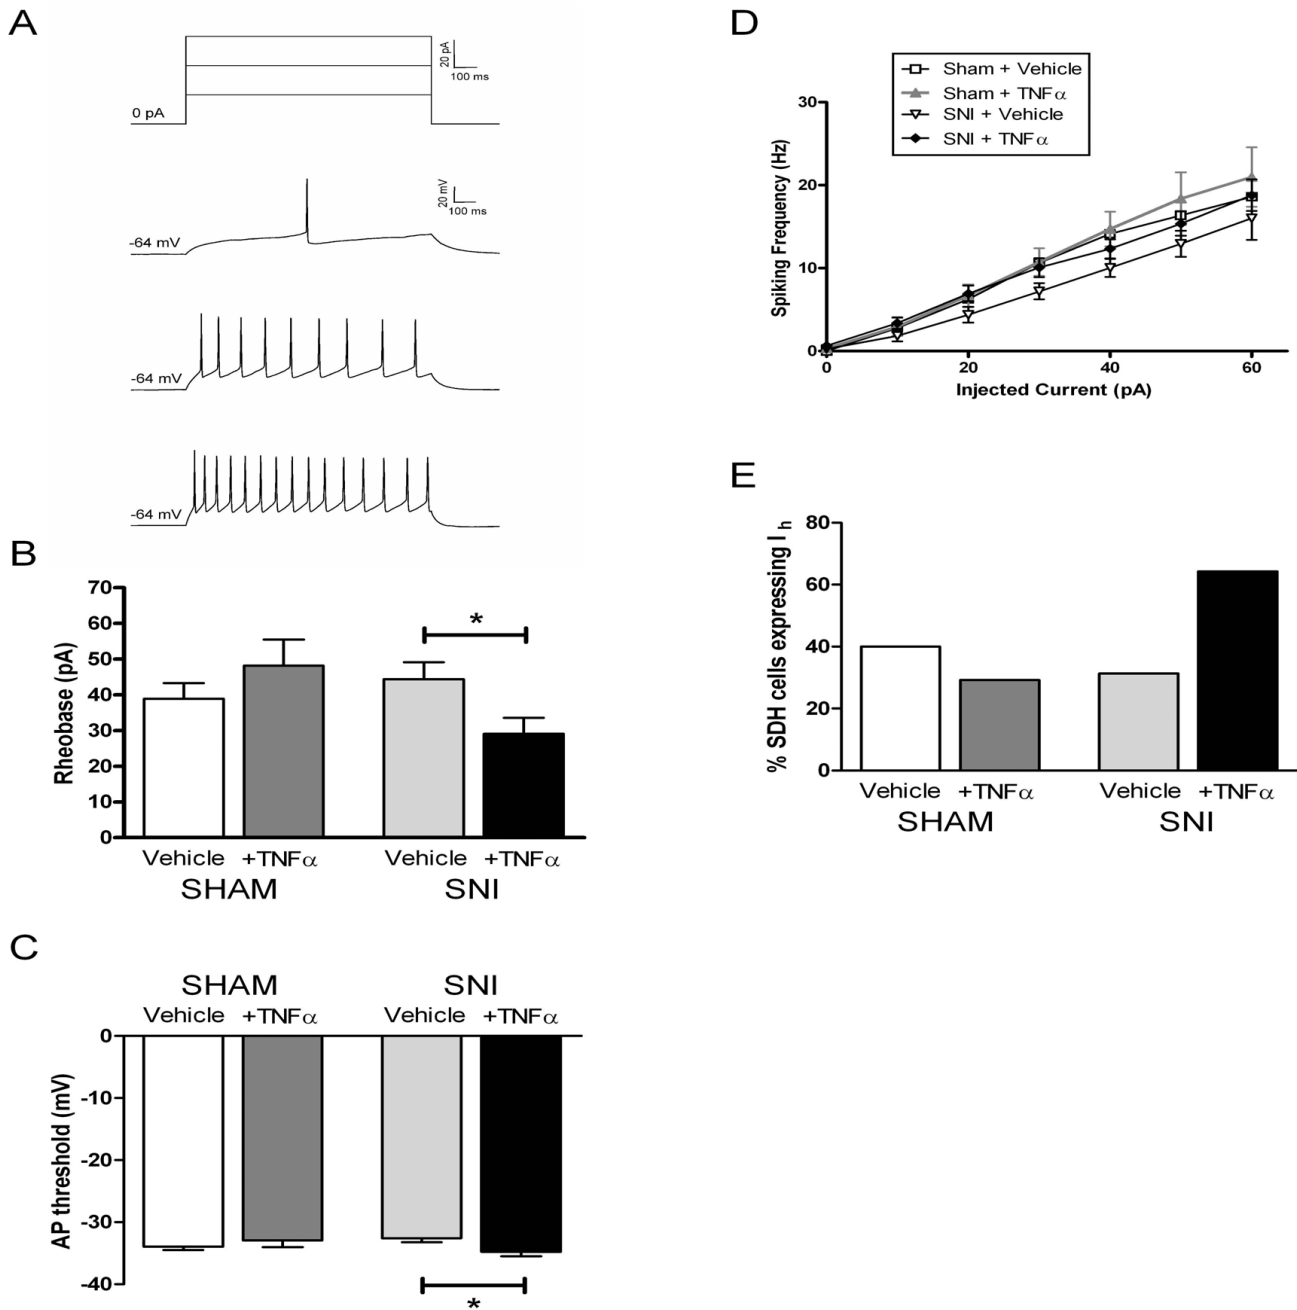 A
20 pA
100 ms
0 pA
20 mV
100 ms
-64 mV
-64 mV
-64 mV
B
Rheobase (pA)
70
60
50
40
30
20
10
0
*
Vehicle +TNFα Vehicle +TNFα
SHAM SNI
C
SHAM SNI
Vehicle +TNFα Vehicle +TNFα
AP threshold (mV)
0
-10
-20
-30
-40
*
D
Sham + Vehicle
Sham + TNFα
SNI + Vehicle
SNI + TNFα
Spiking Frequency (Hz)
30
20
10
0
0 20 40 60
Injected Current (pA)
E
% SDH cells expressing Ih
80
60
40
20
0
Vehicle +TNFα Vehicle +TNFα
SHAM SNI